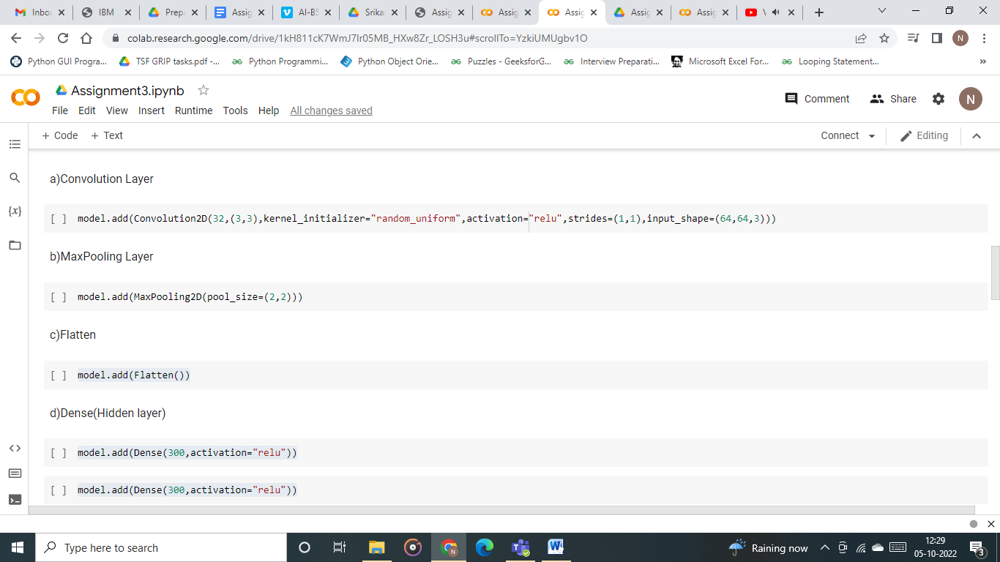 Inbo
IBM
Prepa
Assig
AI-B5
Srika
Assig
Assig
Assig
Assig
Assig
colab.research.google.com/drive/1kH811cK7WmJ7Ir05MB_HXw8Zr_LOSH3u#scrollTo=YzkiUMUgbv1O
N
Python GUI Progra...
TSF GRIP tasks.pdf -...
Python Programmi...
Python Object Orie...
Puzzles - GeeksforG...
Interview Preparati...
Microsoft Excel For...
Looping Statement...
»
Assignment3.ipynb
Comment
Share
N
File Edit View Insert Runtime Tools Help All changes saved
+ Code + Text
Connect
Editing
{x}
a)Convolution Layer
[ ] model.add(Convolution2D(32,(3,3),kernel_initializer="random_uniform",activation="relu",strides=(1,1),input_shape=(64,64,3)))
b)MaxPooling Layer
[ ] model.add(MaxPooling2D(pool_size=(2,2)))
c)Flatten
[ ] model.add(Flatten())
d)Dense(Hidden layer)
[ ] model.add(Dense(300,activation="relu"))
[ ] model.add(Dense(300,activation="relu"))
Type here to search
Raining now
12:29
05-10-2022
3